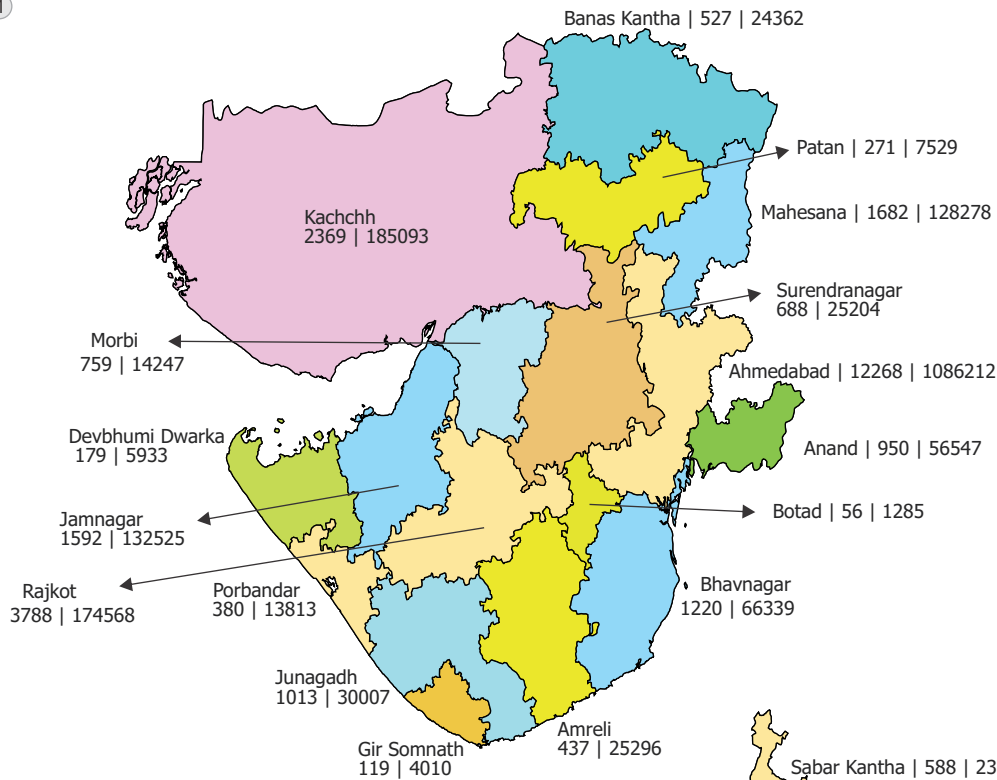 Banas Kantha | 527 | 24362
Patan | 271 | 7529
Mahesana | 1682 | 128278
Kachchh
2369 | 185093
Surendranagar
688 | 25204
Morbi
759 | 14247
Ahmedabad | 12268 | 1086212
Devbhumi Dwarka
179 | 5933
Anand | 950 | 56547
Jamnagar
1592 | 132525
Botad | 56 | 1285
Rajkot
3788 | 174568
Porbandar
380 | 13813
Bhavnagar
1220 | 66339
Junagadh
1013 | 30007
Amreli
437 | 25296
Gir Somnath
119 | 4010
Sabar Kantha | 588 | 23